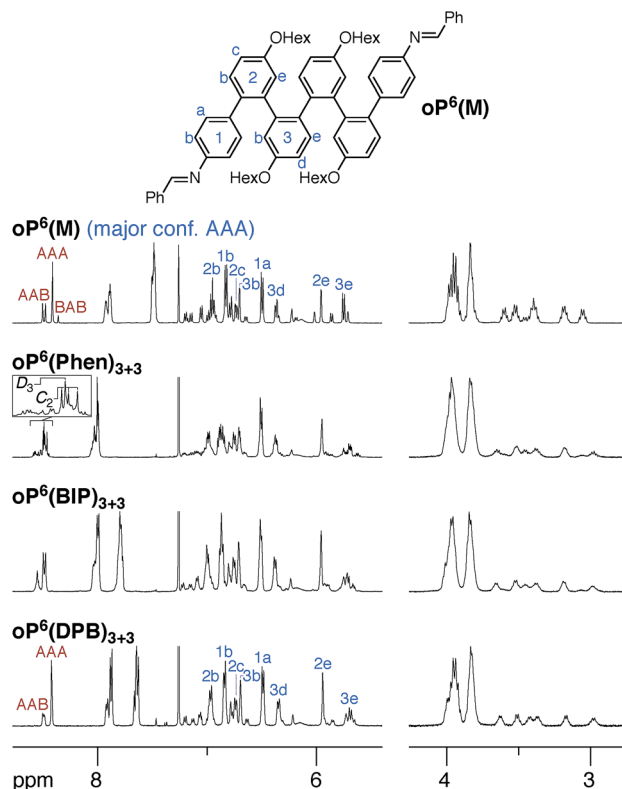 Ph
N
OHex
OHex
c
2
b
e
N
oP⁶(M)
a
b
1
b
3
e
d
N
Ph
HexO
HexO
oP⁶(M) (major conf. AAA)
AAA
AAB
BAB
2b
1b
2c
3b
1a
3d
2e
3e
oP⁶(Phen)₃₊₃
D₃
C₂
oP⁶(BIP)₃₊₃
oP⁶(DPB)₃₊₃
AAA
AAB
2b
1b
2c
3b
1a
3d
2e
3e
ppm 8 6 4 3